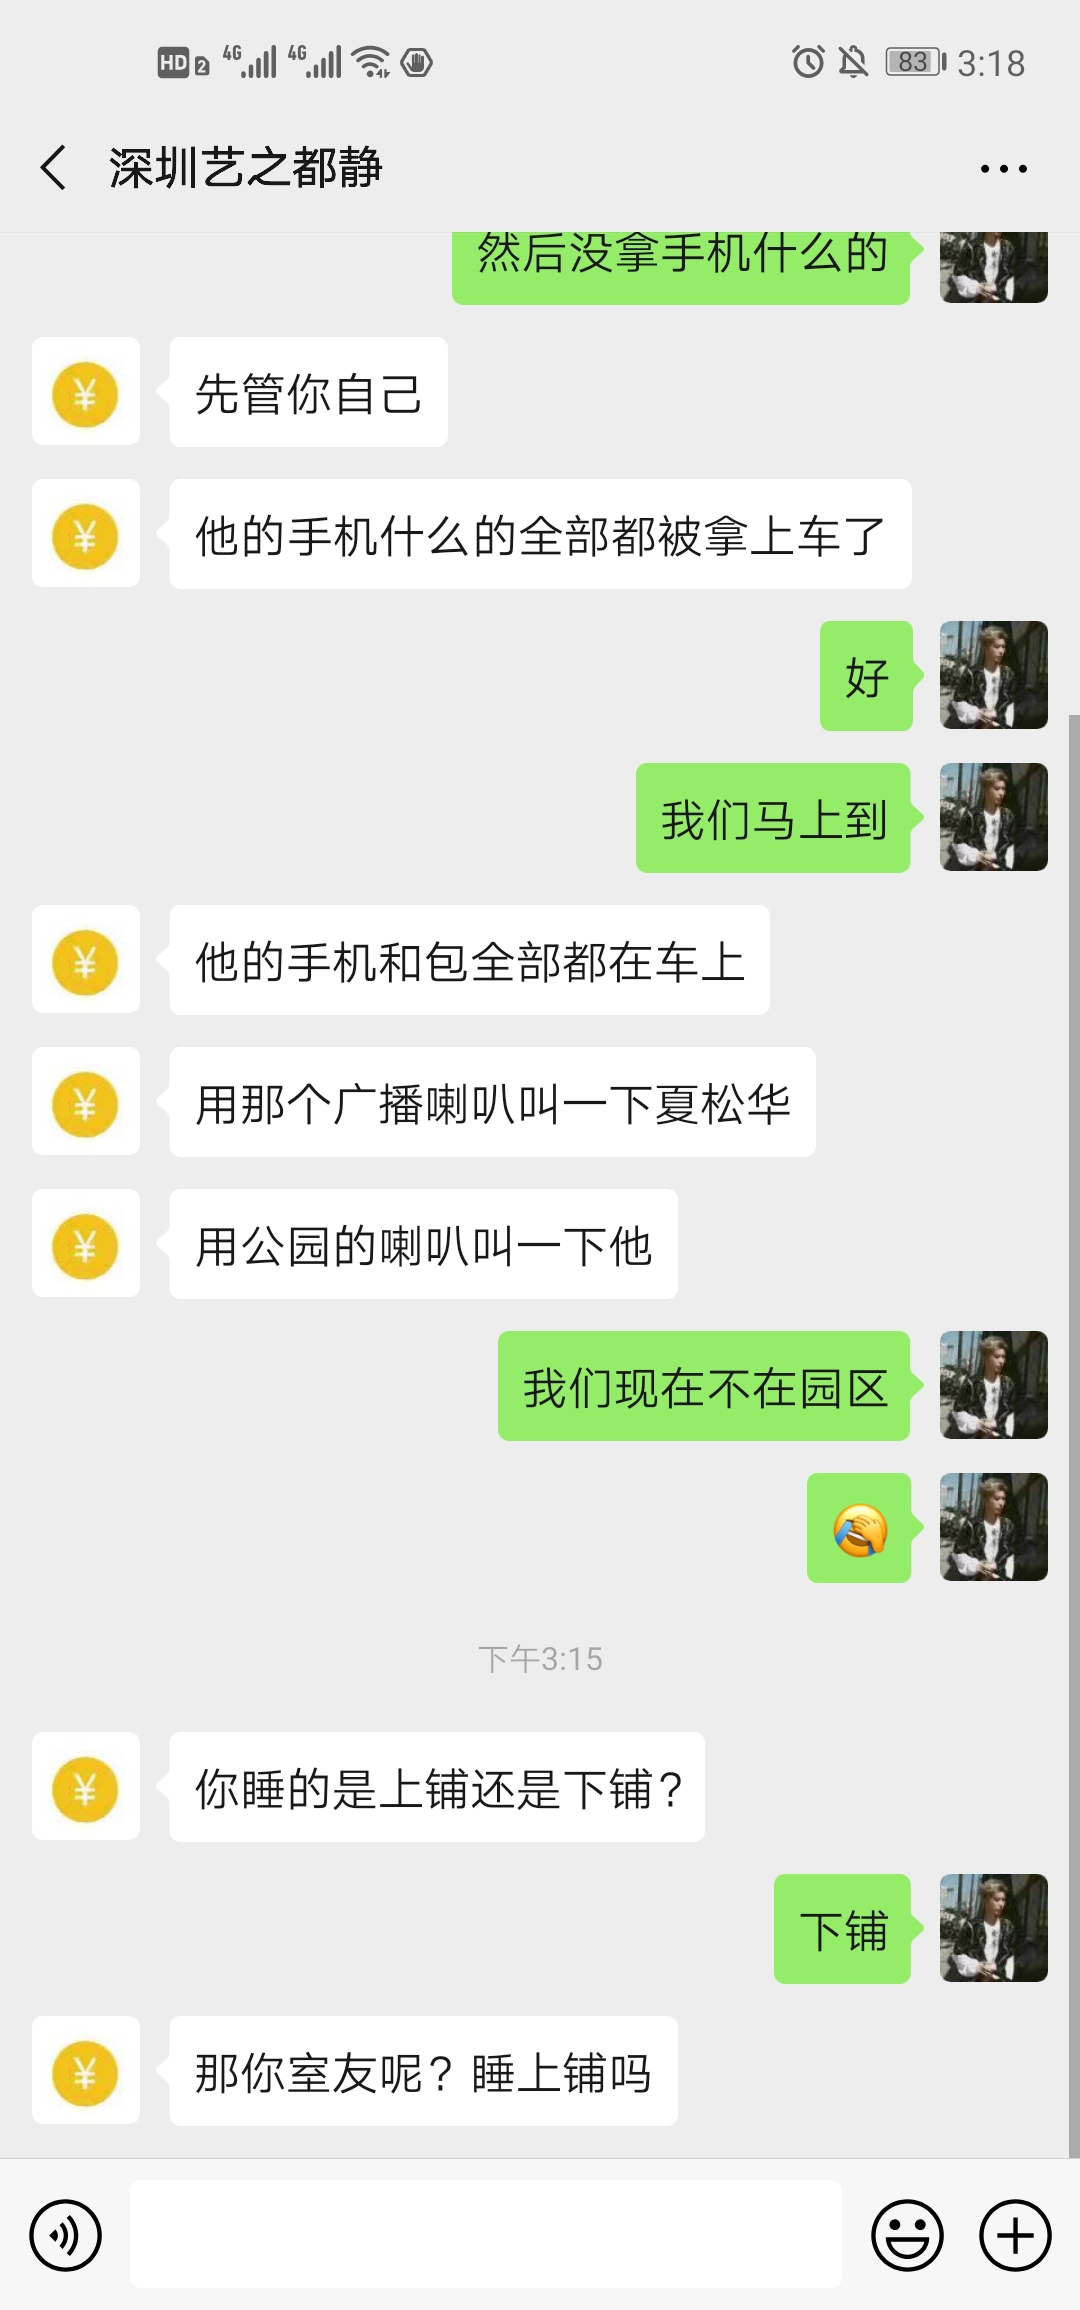 HD 2 4G 4G 83 3:18
深圳艺之都静
然后没拿手机什么的
¥ 先管你自己
¥ 他的手机什么的全部都被拿上车了
好
我们马上到
¥ 他的手机和包全部都在车上
¥ 用那个广播喇叭叫一下夏松华
¥ 用公园的喇叭叫一下他
我们现在不在园区
下午3:15
¥ 你睡的是上铺还是下铺？
下铺
¥ 那你室友呢？睡上铺吗